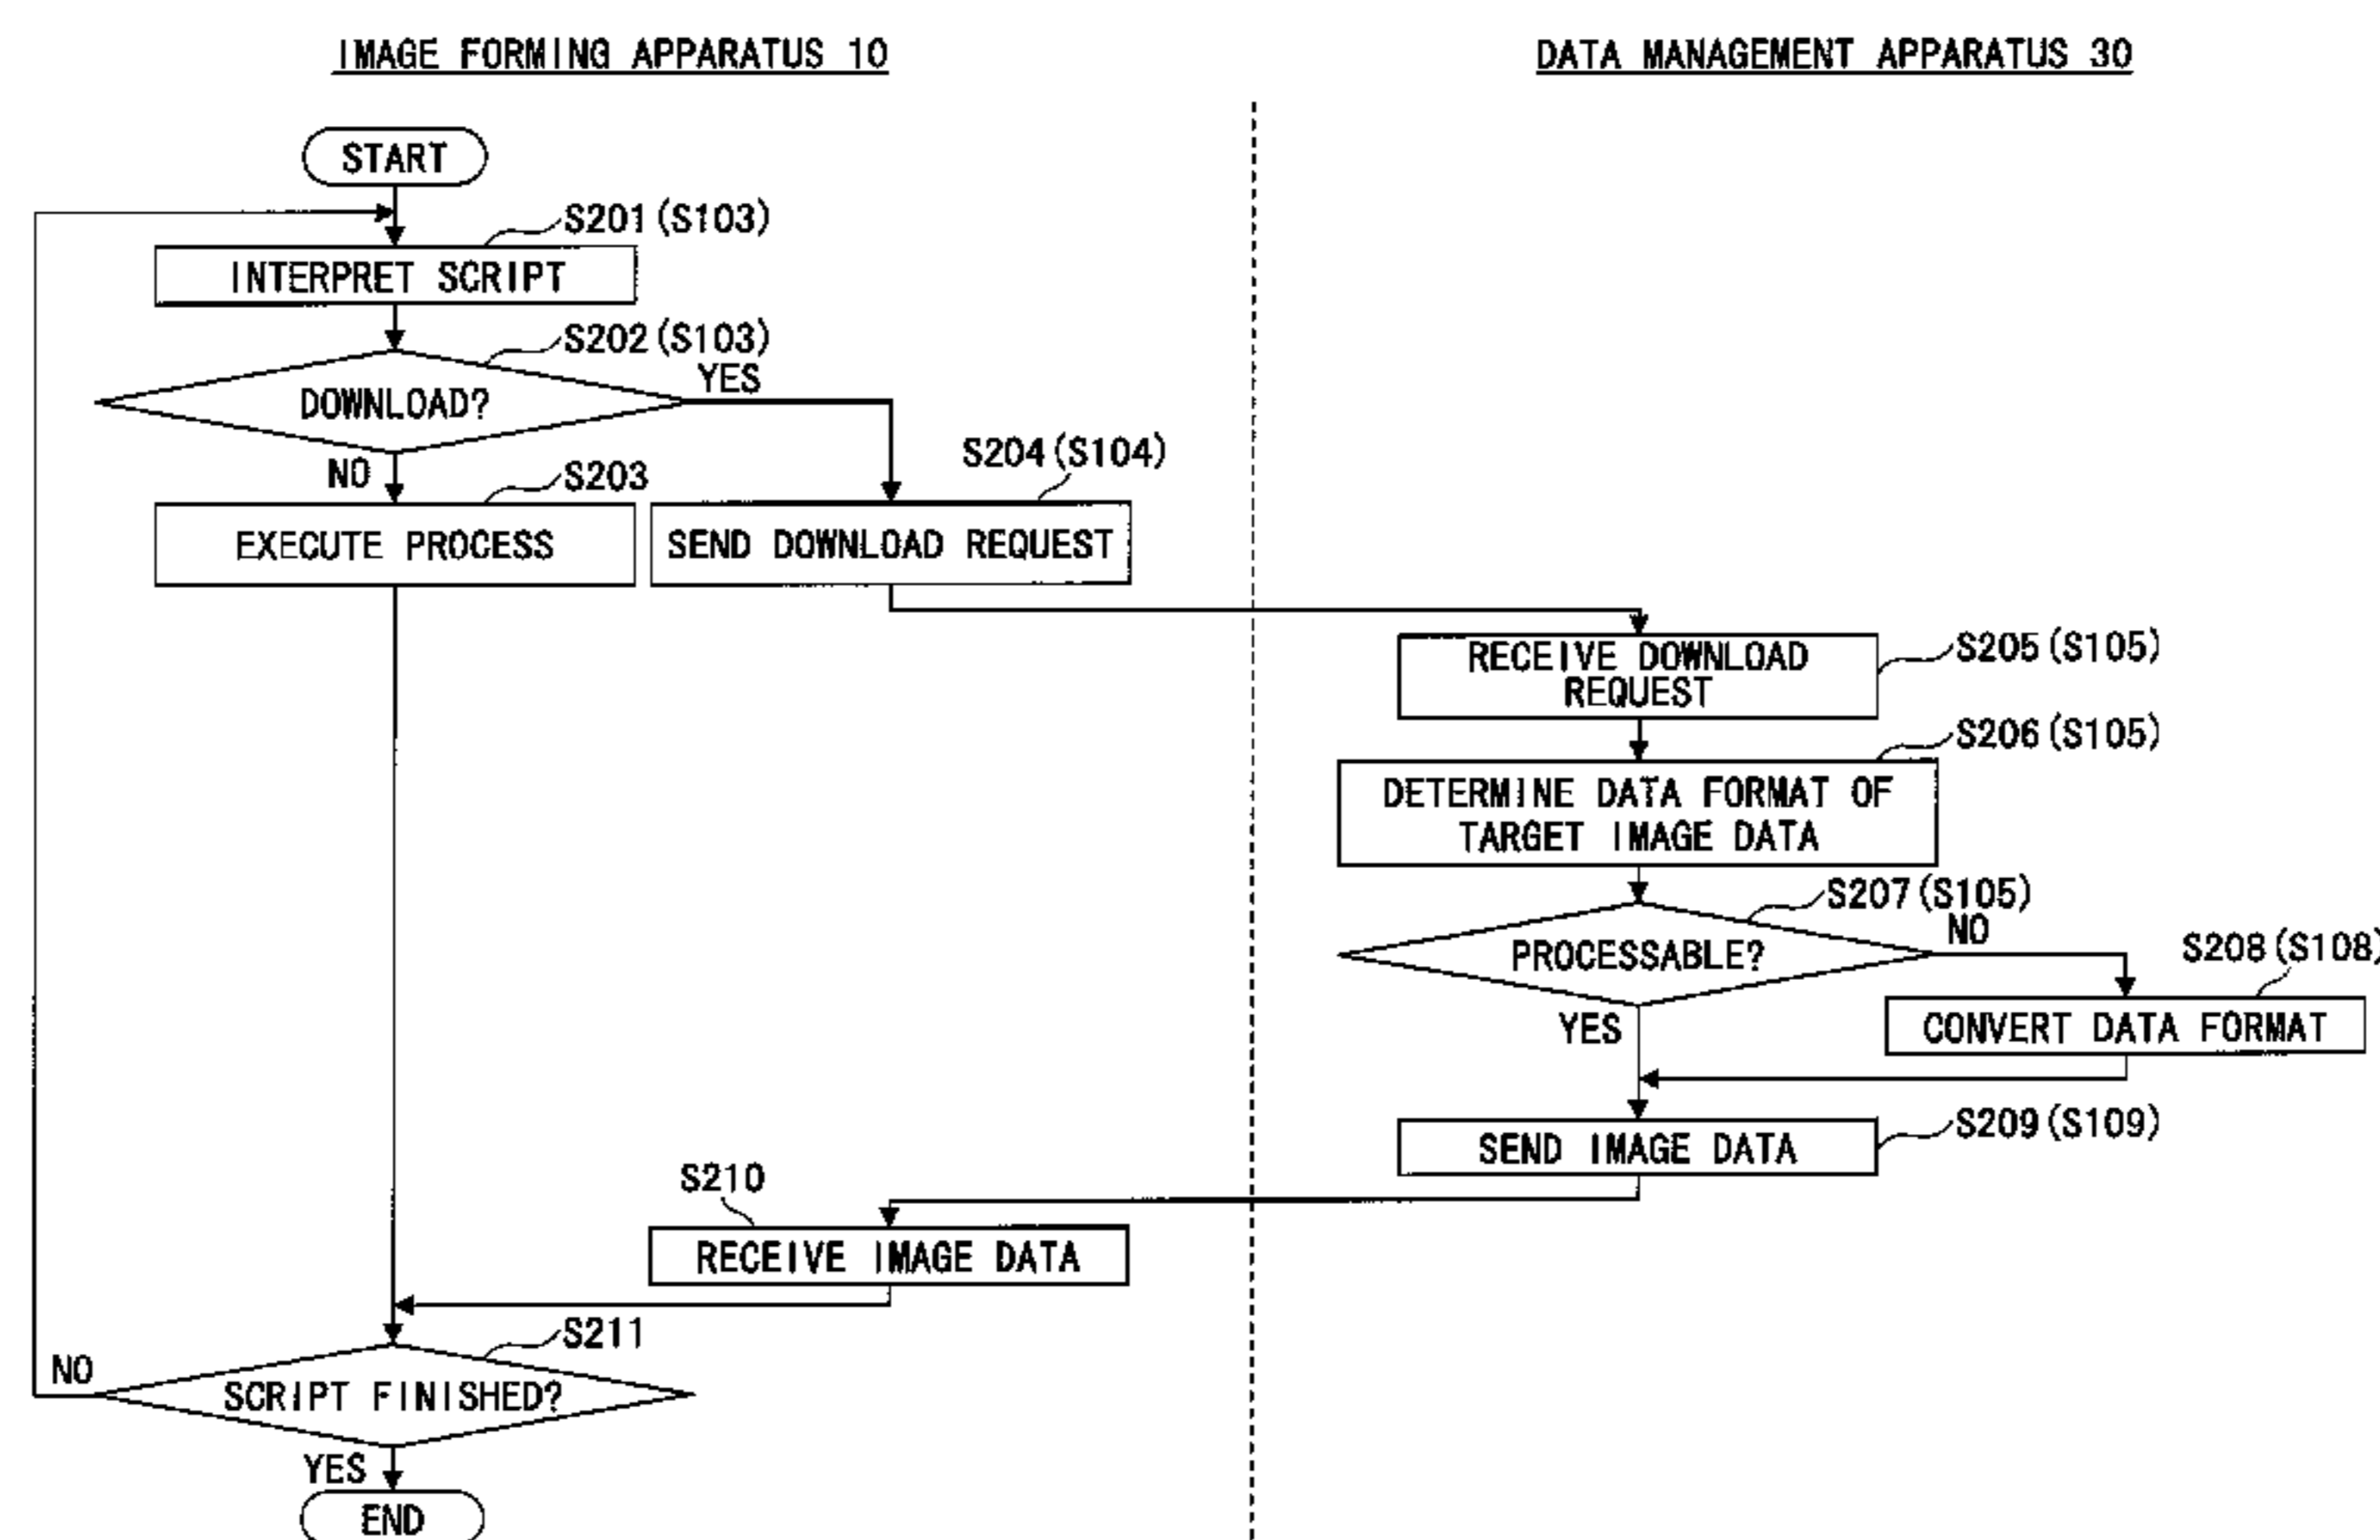 IMAGE FORMING APPARATUS 10
DATA MANAGEMENT APPARATUS 30
START
S201(S103)
INTERPRET SCRIPT
S202(S103)
DOWNLOAD?
YES
NO
S203
EXECUTE PROCESS
S204(S104)
SEND DOWNLOAD REQUEST
RECEIVE DOWNLOAD
REQUEST
S205(S105)
S206(S105)
DETERMINE DATA FORMAT OF
TARGET IMAGE DATA
S207(S105)
PROCESSABLE?
NO
YES
S208(S108)
CONVERT DATA FORMAT
SEND IMAGE DATA
S209(S109)
S210
RECEIVE IMAGE DATA
S211
SCRIPT FINISHED?
NO
YES
END